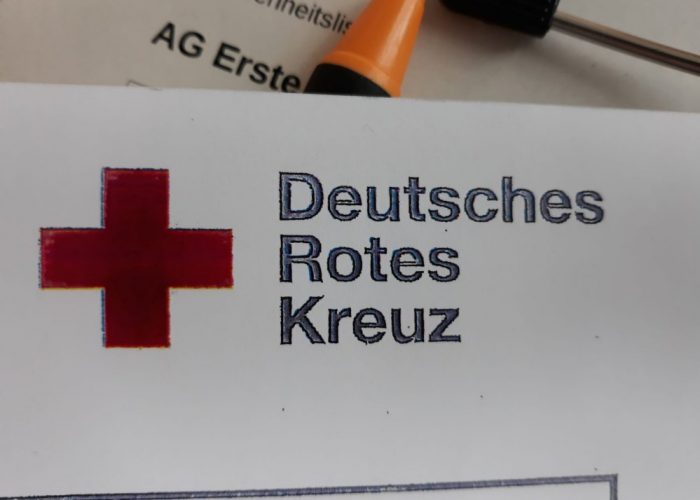 AG Erste
Deutsches
Rotes
Kreuz